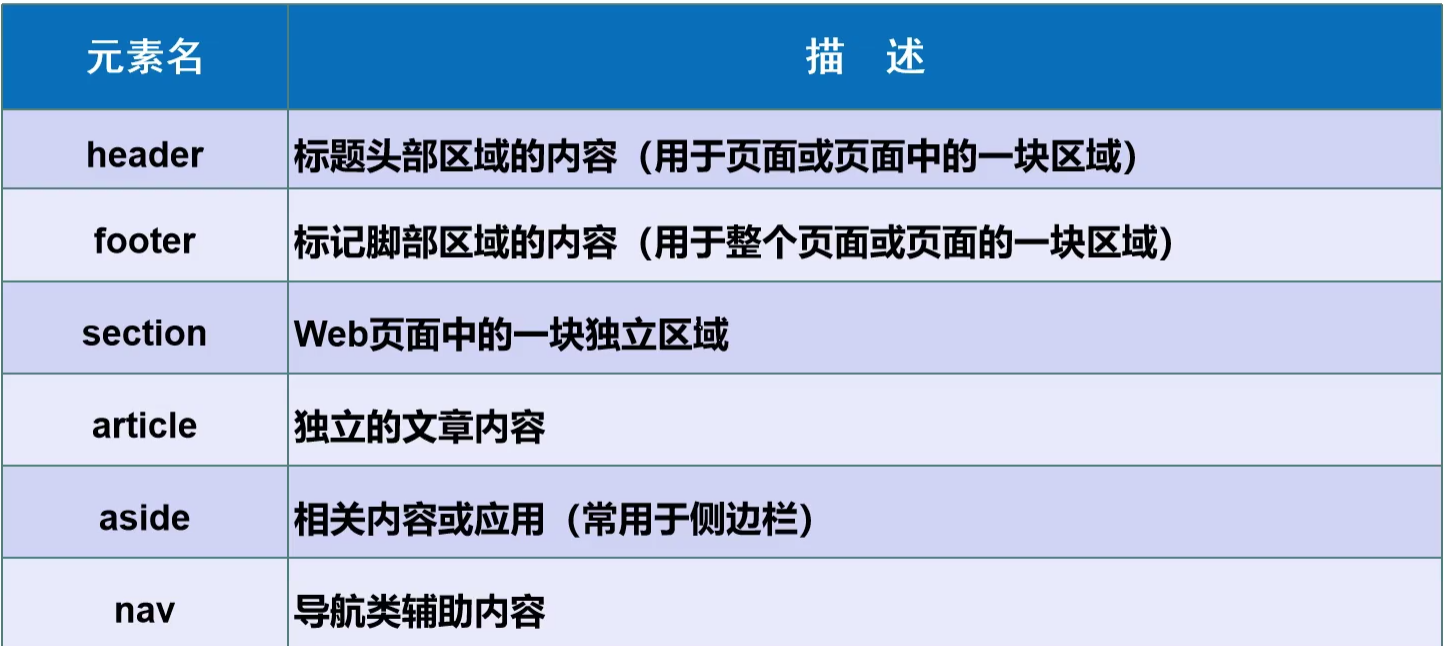 元素名 描 述
header 标题头部区域的内容（用于页面或页面中的一块区域）
footer 标记脚部区域的内容（用于整个页面或页面的一块区域）
section Web页面中的一块独立区域
article 独立的文章内容
aside 相关内容或应用（常用于侧边栏）
nav 导航类辅助内容